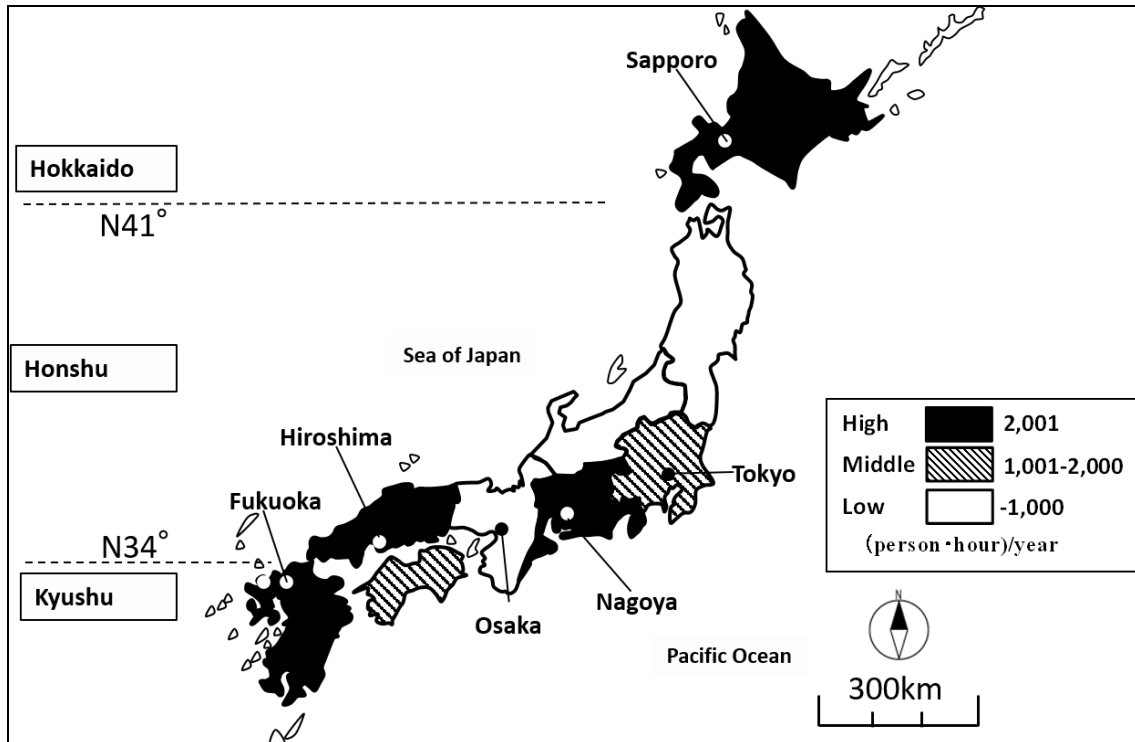 Sapporo
Hokkaido
N41°
Sea of Japan
Honshu
Hiroshima
Fukuoka
Tokyo
N34°
Kyushu
Nagoya
Osaka
Pacific Ocean
High 2,001
Middle 1,001-2,000
Low -1,000
(person・hour)/year
N
300km